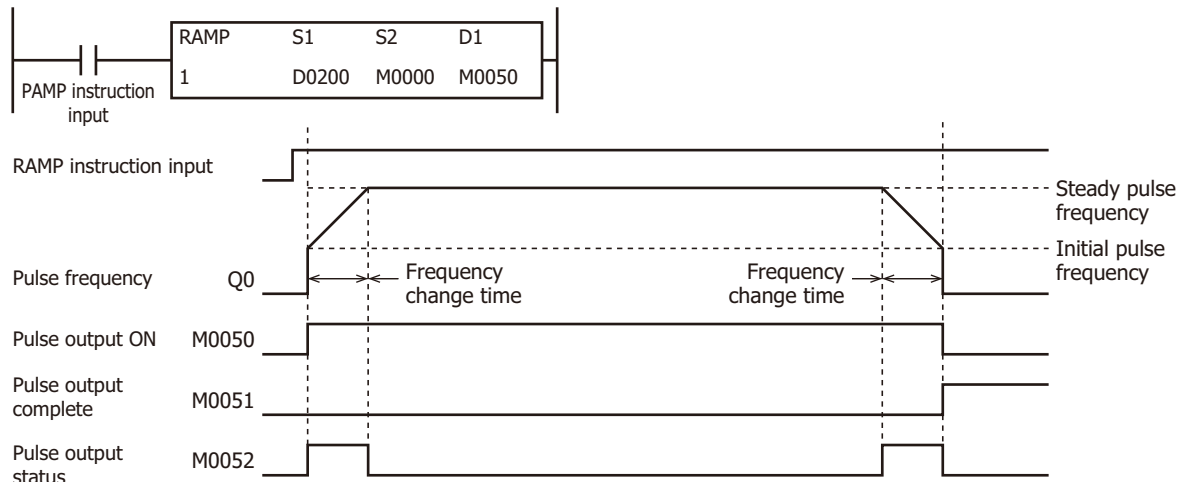 RAMP S1 S2 D1
1 D0200 M0000 M0050
PAMP instruction
input
RAMP instruction input
Steady pulse
frequency
Initial pulse
frequency
Pulse frequency Q0
Frequency
change time
Frequency
change time
Pulse output ON M0050
Pulse output
complete
M0051
Pulse output
status
M0052